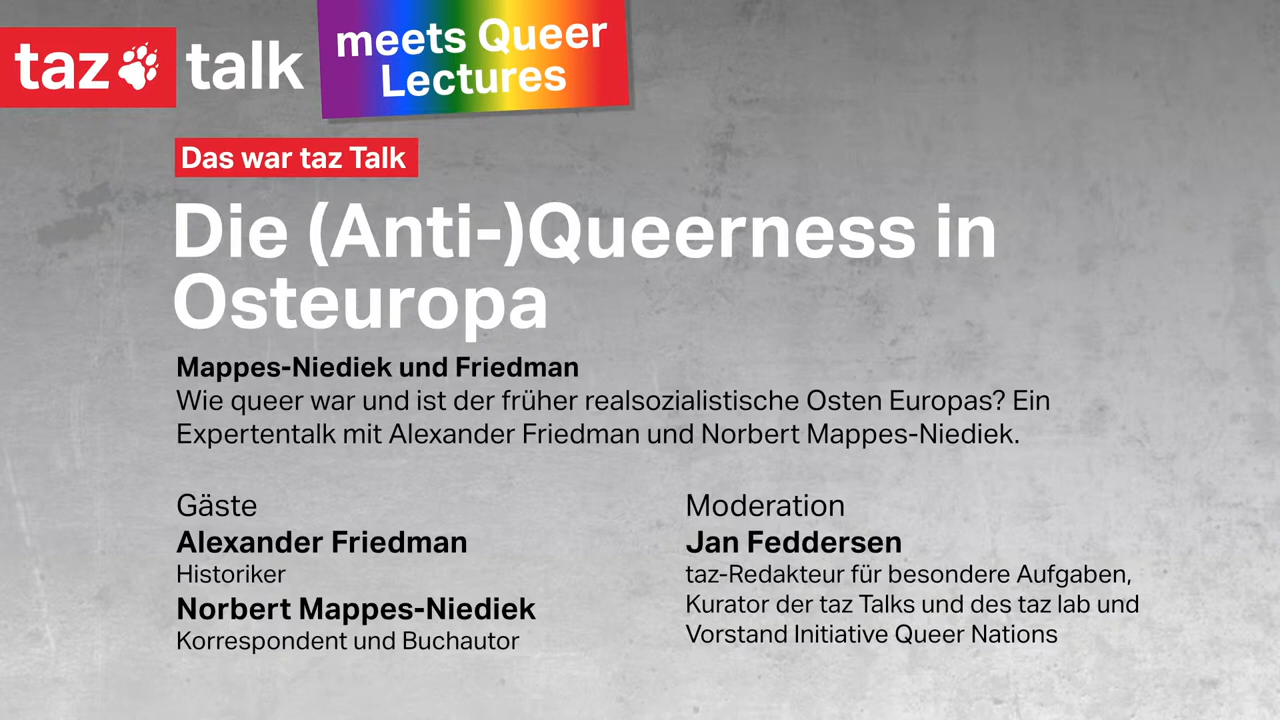 taz talk
meets Queer
Lectures
Das war taz Talk
Die (Anti-)Queerness in
Osteuropa
Mappes-Niediek und Friedman
Wie queer war und ist der früher realsozialistische Osten Europas? Ein
Expertentalk mit Alexander Friedman und Norbert Mappes-Niediek.
Gäste
Alexander Friedman
Historiker
Norbert Mappes-Niediek
Korrespondent und Buchautor
Moderation
Jan Feddersen
taz-Redakteur für besondere Aufgaben,
Kurator der taz Talks und des taz lab und
Vorstand Initiative Queer Nations